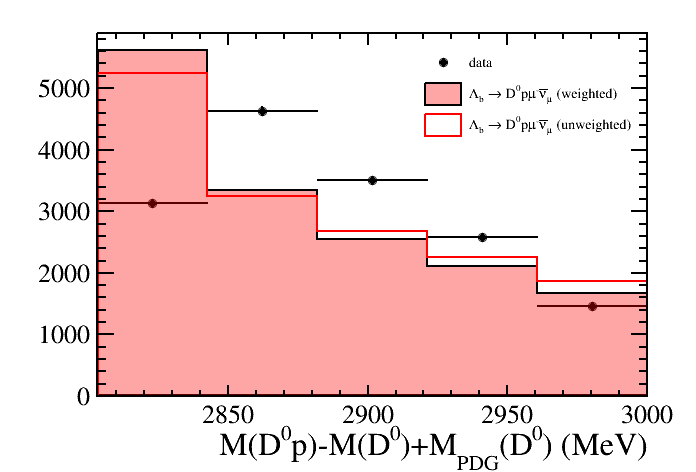 data
Λb → D0pμ ν̅μ (weighted)
Λb → D0pμ ν̅μ (unweighted)
5000
4000
3000
2000
1000
0
2850 2900 2950 3000
M(D0p)-M(D0)+MPDG(D0) (MeV)